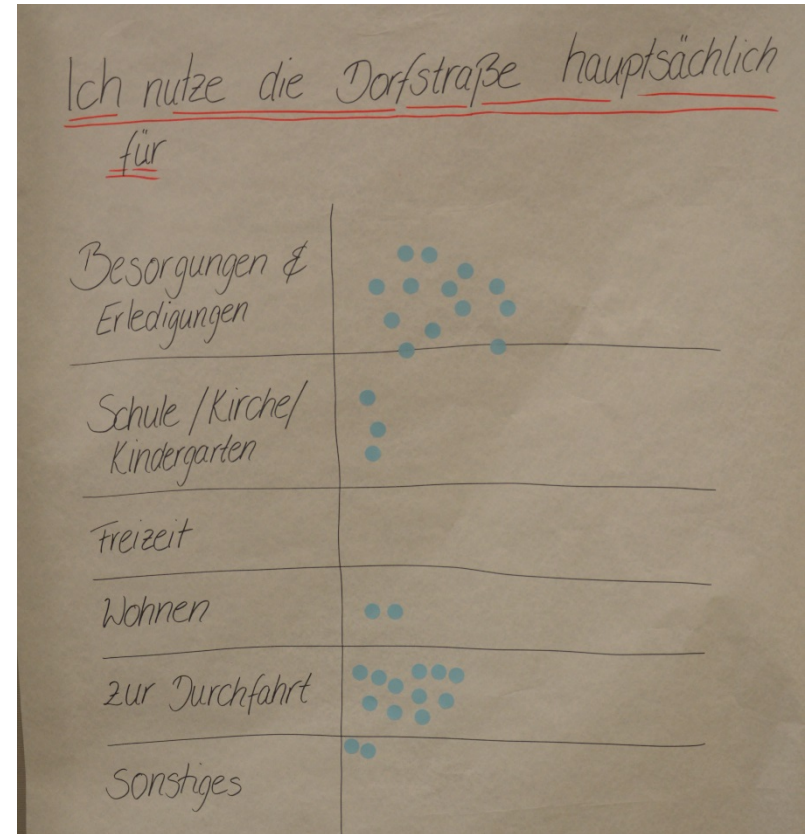 Ich nutze die Dorfstraße hauptsächlich
für
Besorgungen &
Erledigungen
Schule / Kirche /
Kindergarten
Freizeit
Wohnen
zur Durchfahrt
Sonstiges